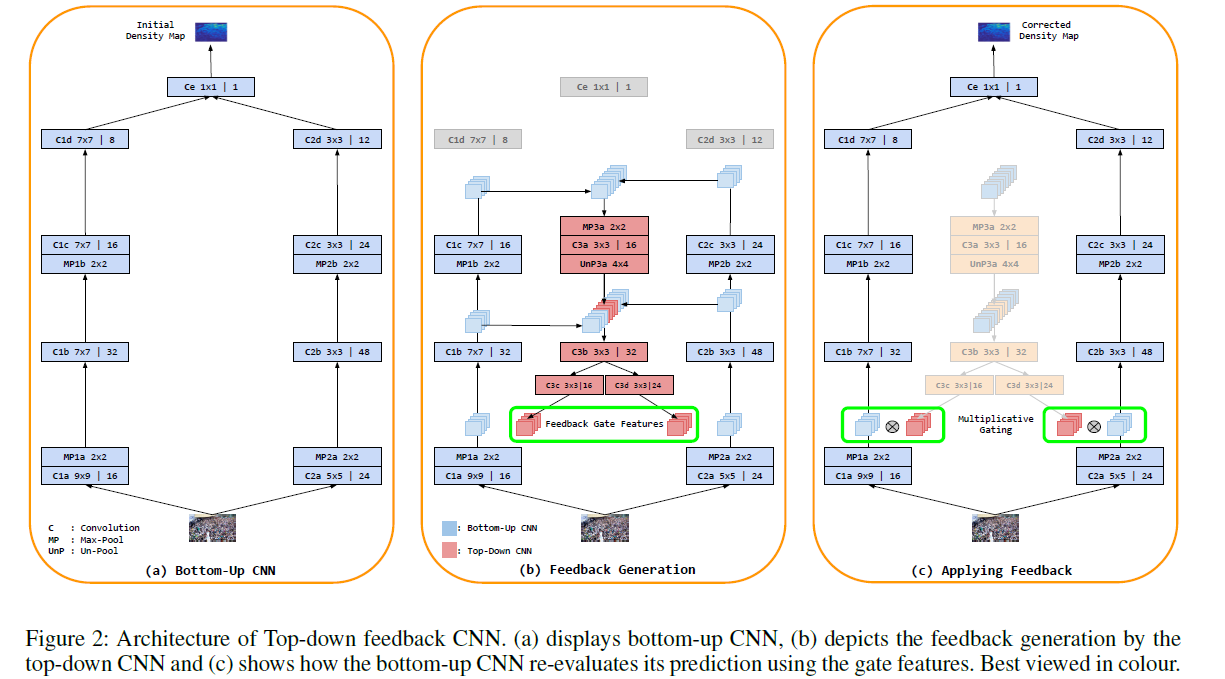 Initial
Density Map
Ce 1x1 | 1
C1d 7x7 | 8
C2d 3x3 | 12
C1c 7x7 | 16
MP1b 2x2
C2c 3x3 | 24
MP2b 2x2
C1b 7x7 | 32
C2b 3x3 | 48
MP1a 2x2
C1a 9x9 | 16
MP2a 2x2
C2a 5x5 | 24
C : Convolution
MP : Max-Pool
UnP : Un-Pool
(a) Bottom-Up CNN
Ce 1x1 | 1
C1d 7x7 | 8
C2d 3x3 | 12
C1c 7x7 | 16
MP1b 2x2
MP3a 2x2
C3a 3x3 | 16
UnP3a 4x4
C2c 3x3 | 24
MP2b 2x2
C1b 7x7 | 32
C3b 3x3 | 32
C2b 3x3 | 48
C3c 3x3|16
C3d 3x3|24
Feedback Gate Features
MP1a 2x2
C1a 9x9 | 16
MP2a 2x2
C2a 5x5 | 24
: Bottom-Up CNN
: Top-Down CNN
(b) Feedback Generation
Corrected
Density Map
Ce 1x1 | 1
C1d 7x7 | 8
C2d 3x3 | 12
C1c 7x7 | 16
MP1b 2x2
MP3a 2x2
C3a 3x3 | 16
UnP3a 4x4
C2c 3x3 | 24
MP2b 2x2
C1b 7x7 | 32
C3b 3x3 | 32
C2b 3x3 | 48
C3c 3x3|16
C3d 3x3|24
Multiplicative
Gating
MP1a 2x2
C1a 9x9 | 16
MP2a 2x2
C2a 5x5 | 24
(c) Applying Feedback
Figure 2: Architecture of Top-down feedback CNN. (a) displays bottom-up CNN, (b) depicts the feedback generation by the
top-down CNN and (c) shows how the bottom-up CNN re-evaluates its prediction using the gate features. Best viewed in colour.